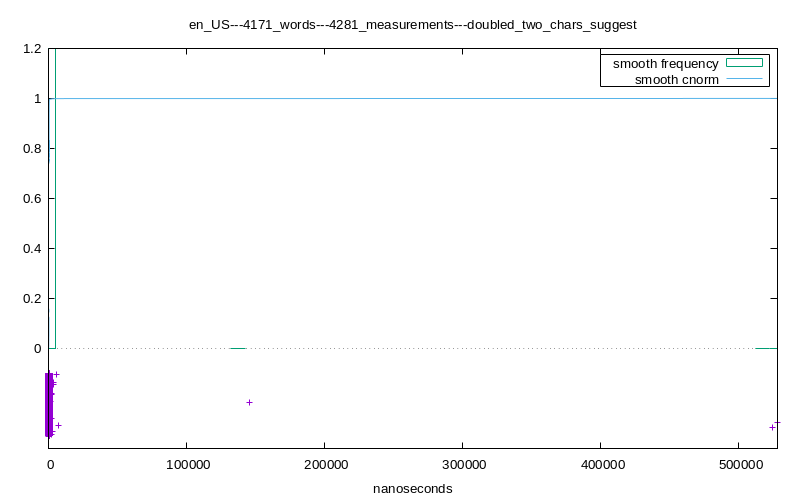 en_US---4171_words---4281_measurements---doubled_two_chars_suggest
1.2
smooth frequency
smooth cnorm
1
0.8
0.6
0.4
0.2
0
0 100000 200000 300000 400000 500000
nanoseconds